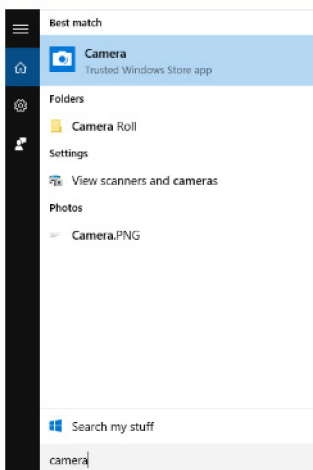 Best match
Camera
Trusted Windows Store app
Folders
Camera Roll
Settings
View scanners and cameras
Photos
Camera.PNG
Search my stuff
camera